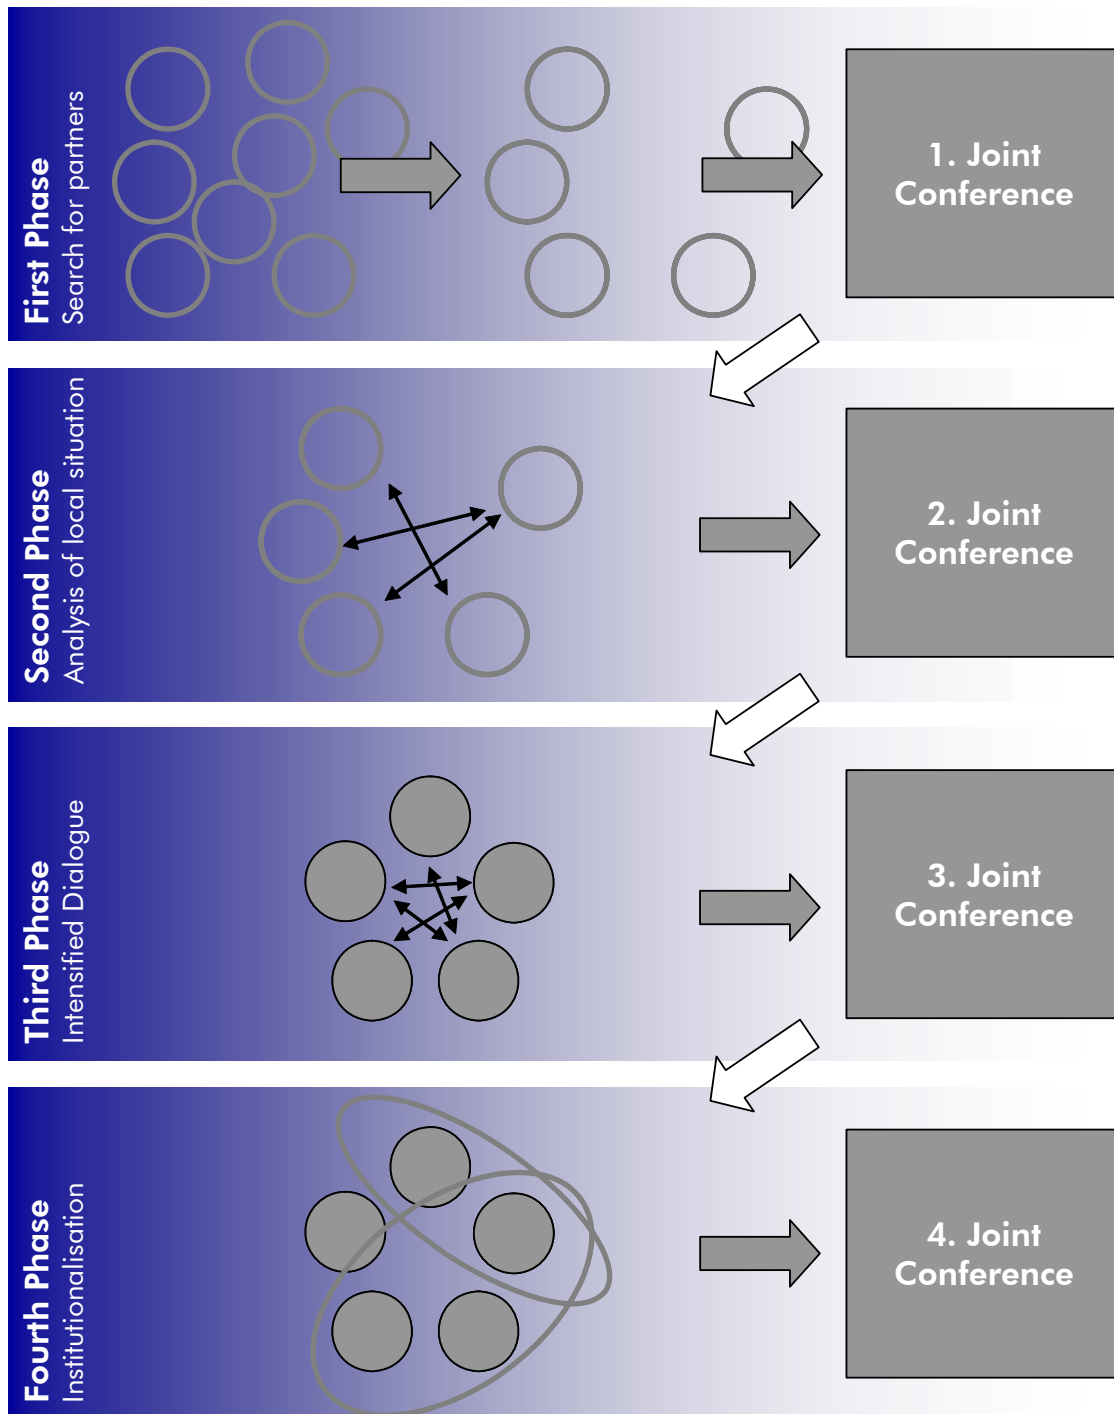 First Phase
Search for partners
1. Joint
Conference
Second Phase
Analysis of local situation
2. Joint
Conference
Third Phase
Intensified Dialogue
3. Joint
Conference
Fourth Phase
Institutionalisation
4. Joint
Conference